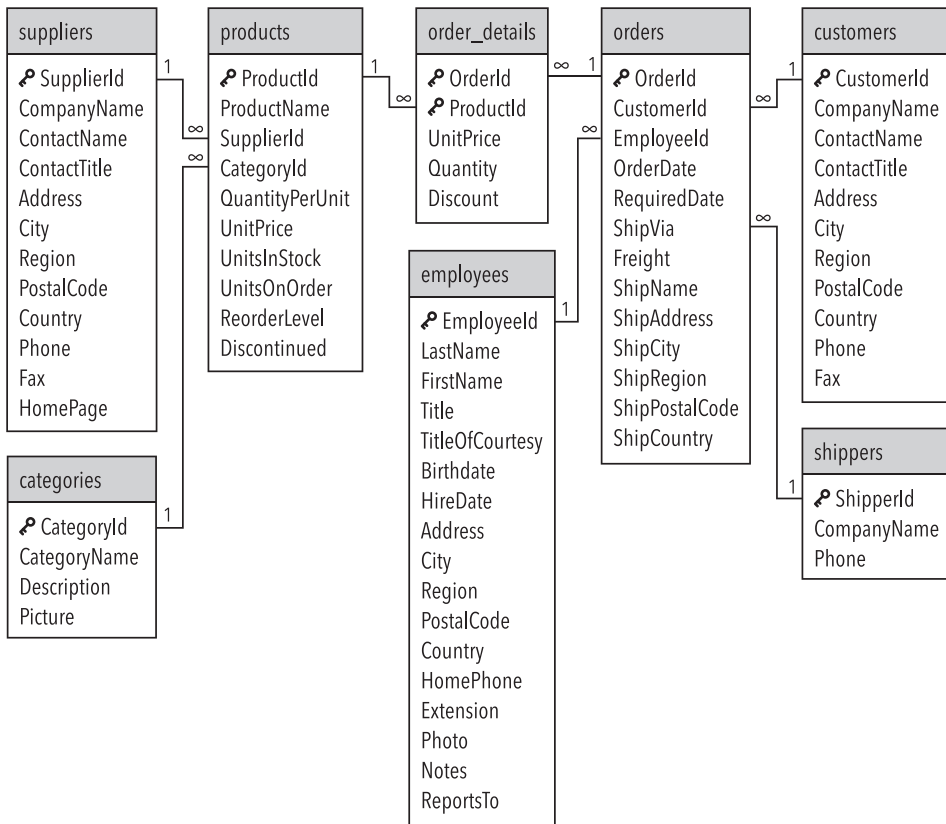 suppliers
SupplierId
CompanyName
ContactName
ContactTitle
Address
City
Region
PostalCode
Country
Phone
Fax
HomePage
1
∞
categories
CategoryId
CategoryName
Description
Picture
1
∞
products
ProductId
ProductName
SupplierId
CategoryId
QuantityPerUnit
UnitPrice
UnitsInStock
UnitsOnOrder
ReorderLevel
Discontinued
1
∞
order_details
OrderId
ProductId
UnitPrice
Quantity
Discount
∞
1
employees
EmployeeId
LastName
FirstName
Title
TitleOfCourtesy
Birthdate
HireDate
Address
City
Region
PostalCode
Country
HomePhone
Extension
Photo
Notes
ReportsTo
1
∞
orders
OrderId
CustomerId
EmployeeId
OrderDate
RequiredDate
ShipVia
Freight
ShipName
ShipAddress
ShipCity
ShipRegion
ShipPostalCode
ShipCountry
∞
1
customers
CustomerId
CompanyName
ContactName
ContactTitle
Address
City
Region
PostalCode
Country
Phone
Fax
∞
1
shippers
ShipperId
CompanyName
Phone